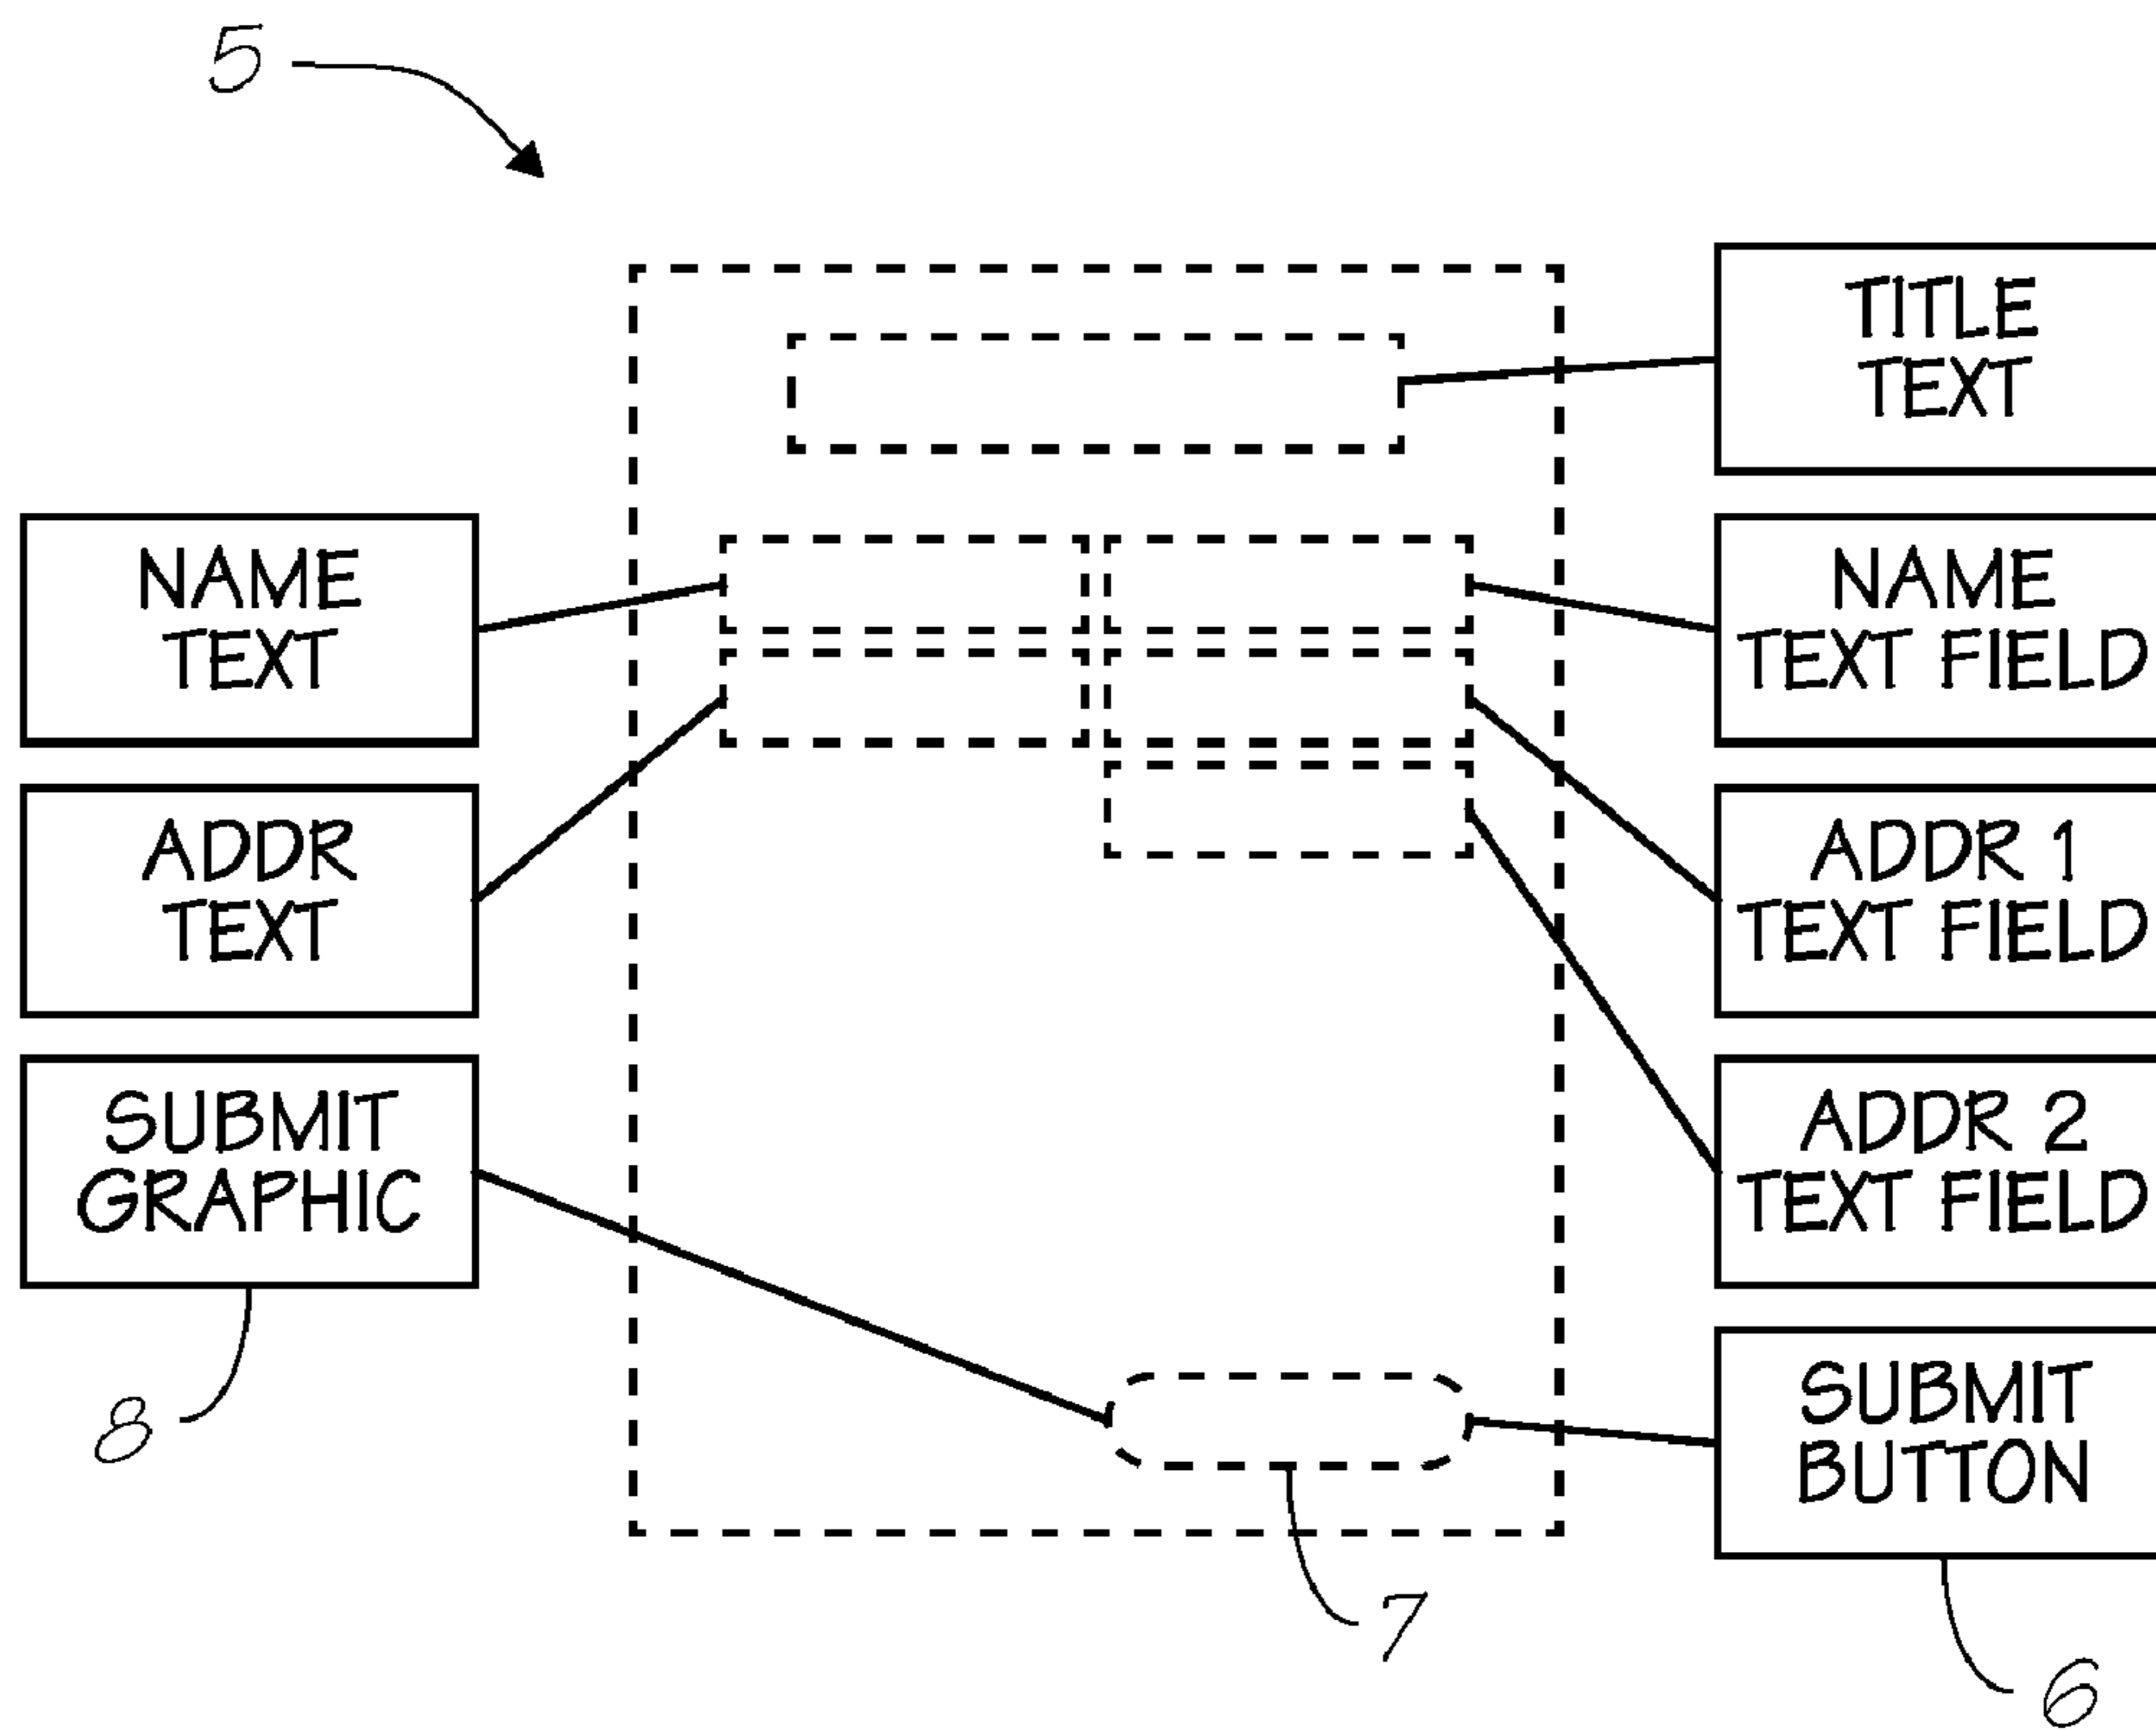 5
TITLE
TEXT
NAME
TEXT
NAME
TEXT FIELD
ADDR
TEXT
ADDR 1
TEXT FIELD
SUBMIT
GRAPHIC
ADDR 2
TEXT FIELD
SUBMIT
BUTTON
8
7
6